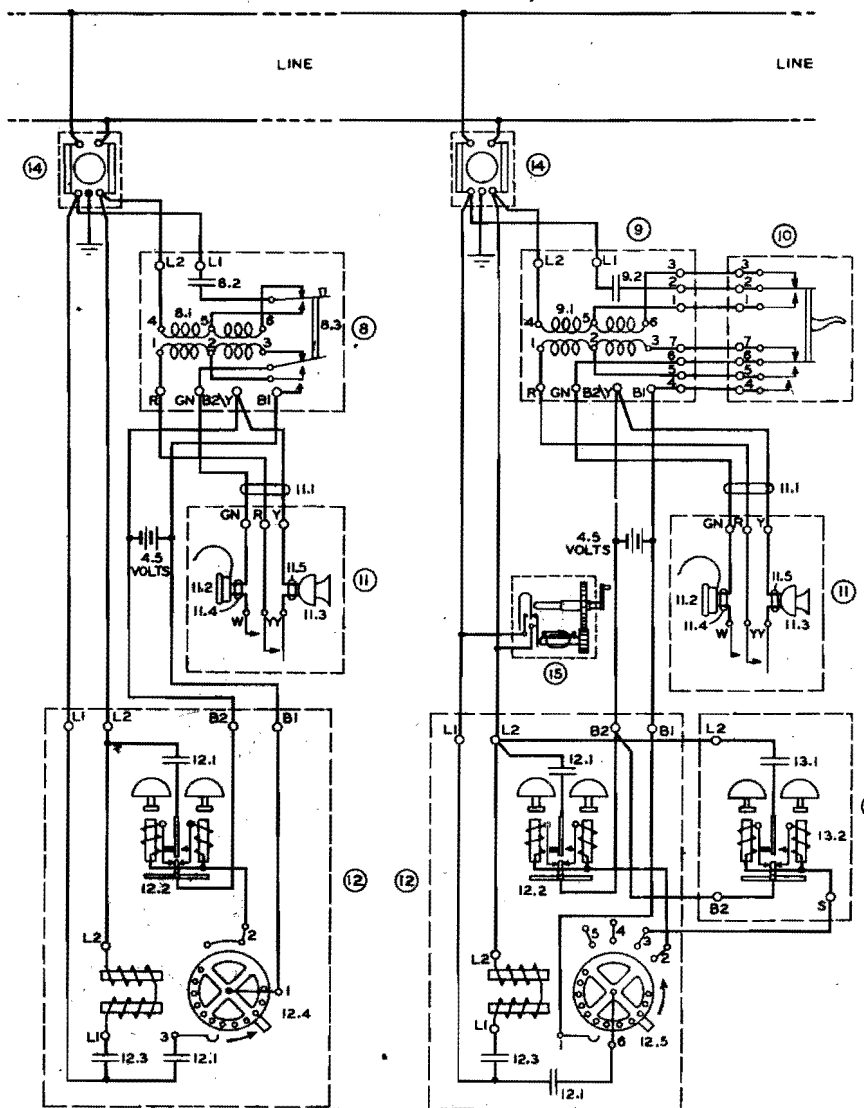 LINE
LINE
14
14
L2
L1
8.2
8.1
4
5
6
1
2
3
8.3
8
R
GN
B2\Y
B1
9
10
L2
L1
9.2
9.1
4
5
6
1
2
3
3
2
1
7
6
5
4
3
2
1
7
6
5
4
R
GN
B2\Y
B1
11.1
GN
R
Y
4.5
VOLTS
11.2
11.4
11.5
11.3
W
YY
11
11.1
GN
R
Y
4.5
VOLTS
11.2
11.4
11.5
11.3
W
YY
11
15
L1
L2
B2
B1
12.1
12.2
12
L2
2
1
12.4
L1
3
12.3
12.1
L1
L2
B2
B1
12.1
12.2
12
L2
5
4
3
2
L1
6
12.5
12.3
12.1
L2
13.1
13.2
B2
S